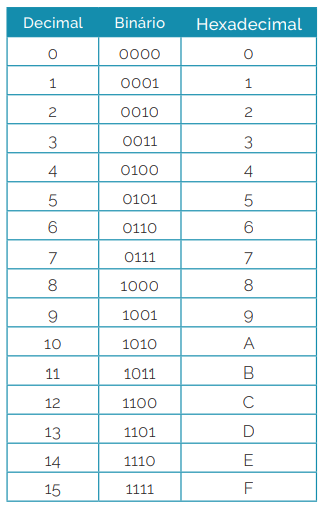 Decimal Binário Hexadecimal
0 0000 0
1 0001 1
2 0010 2
3 0011 3
4 0100 4
5 0101 5
6 0110 6
7 0111 7
8 1000 8
9 1001 9
10 1010 A
11 1011 B
12 1100 C
13 1101 D
14 1110 E
15 1111 F